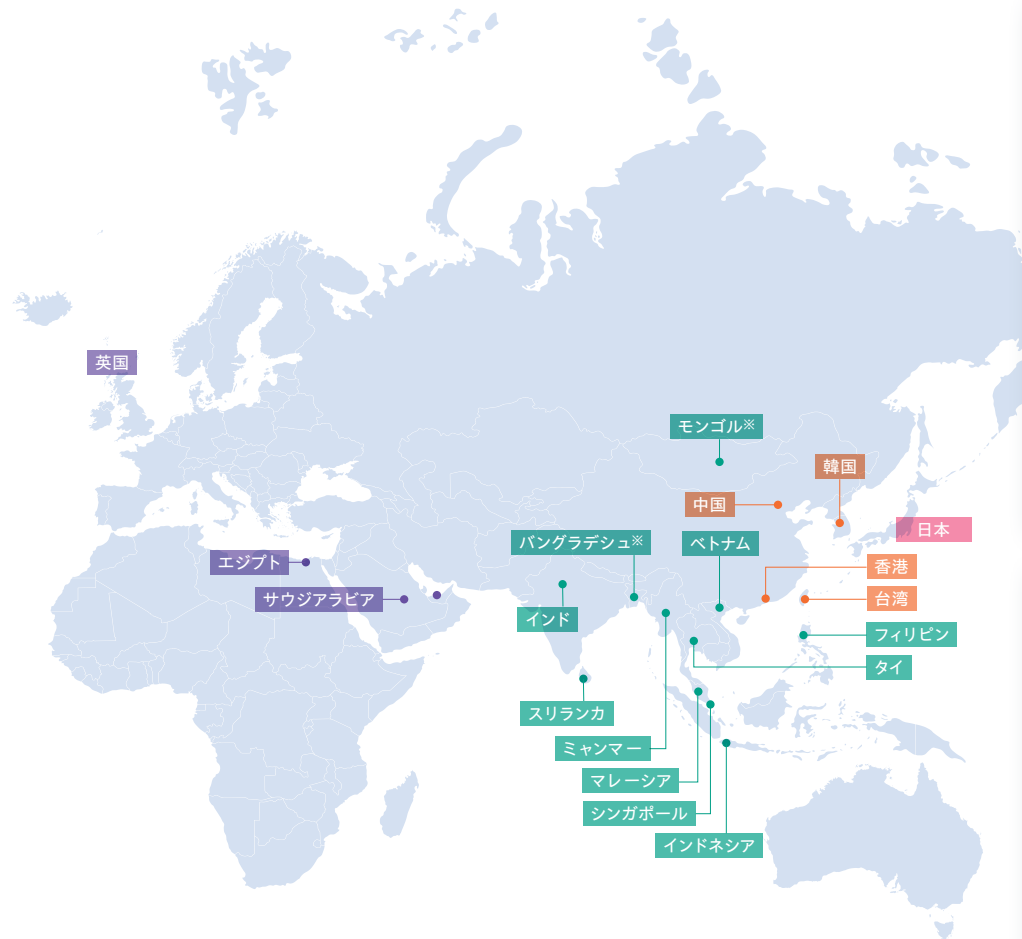 英国
モンゴル※
韓国
中国
日本
バングラデシュ※
ベトナム
エジプト
香港
サウジアラビア
台湾
インド
フィリピン
タイ
スリランカ
ミャンマー
マレーシア
シンガポール
インドネシア